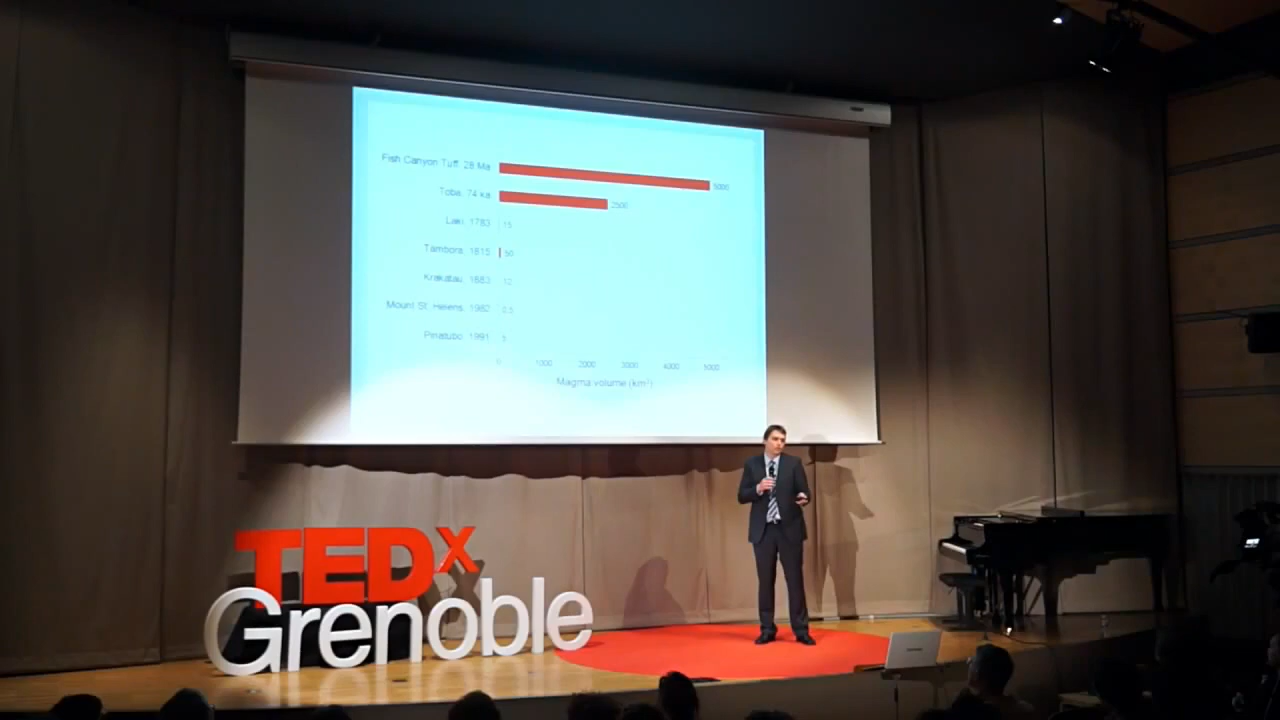 Fish Canyon Tuff, 28 Ma
5000
Toba, 74 ka
2500
Laki, 1783
15
Tambora, 1815
50
Krakatau, 1883
12
Mount St. Helens, 1982
0.5
Pinatubo, 1991
5
0 1000 2000 3000 4000 5000
Magma volume (km³)
TEDx
Grenoble